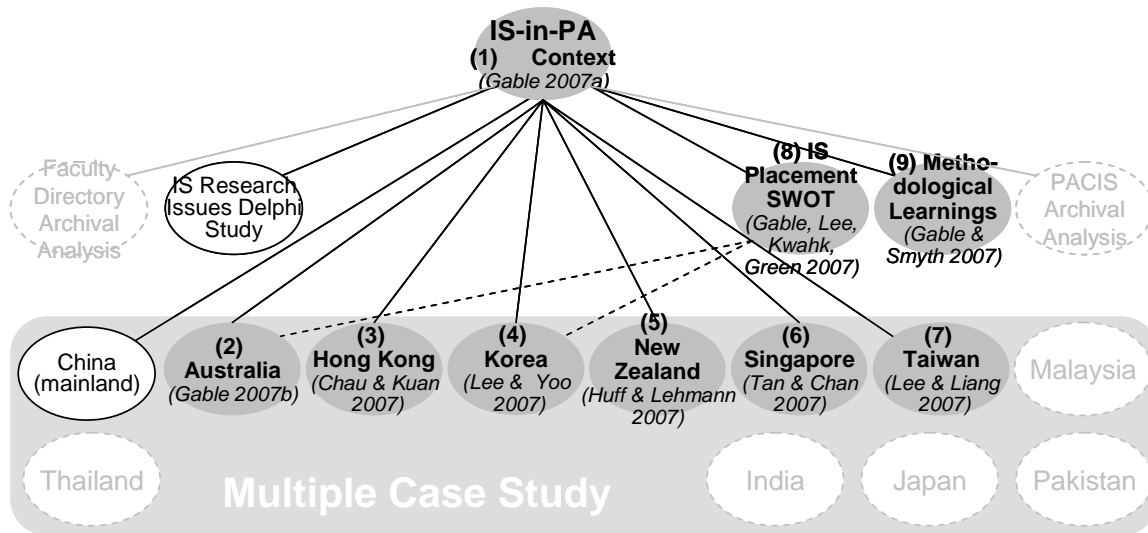 IS-in-PA
(1) Context
(Gable 2007a)
Faculty
Directory
Archival
Analysis
IS Research
Issues Delphi
Study
(8) IS
Placement
SWOT
(Gable, Lee,
Kwahk,
Green 2007)
(9) Metho-
dological
Learnings
(Gable &
Smyth 2007)
PACIS
Archival
Analysis
China
(mainland)
(2)
Australia
(Gable 2007b)
(3)
Hong Kong
(Chau & Kuan
2007)
(4)
Korea
(Lee & Yoo
2007)
(5)
New
Zealand
(Huff & Lehmann
2007)
(6)
Singapore
(Tan & Chan
2007)
(7)
Taiwan
(Lee & Liang
2007)
Malaysia
Thailand
Multiple Case Study
India
Japan
Pakistan